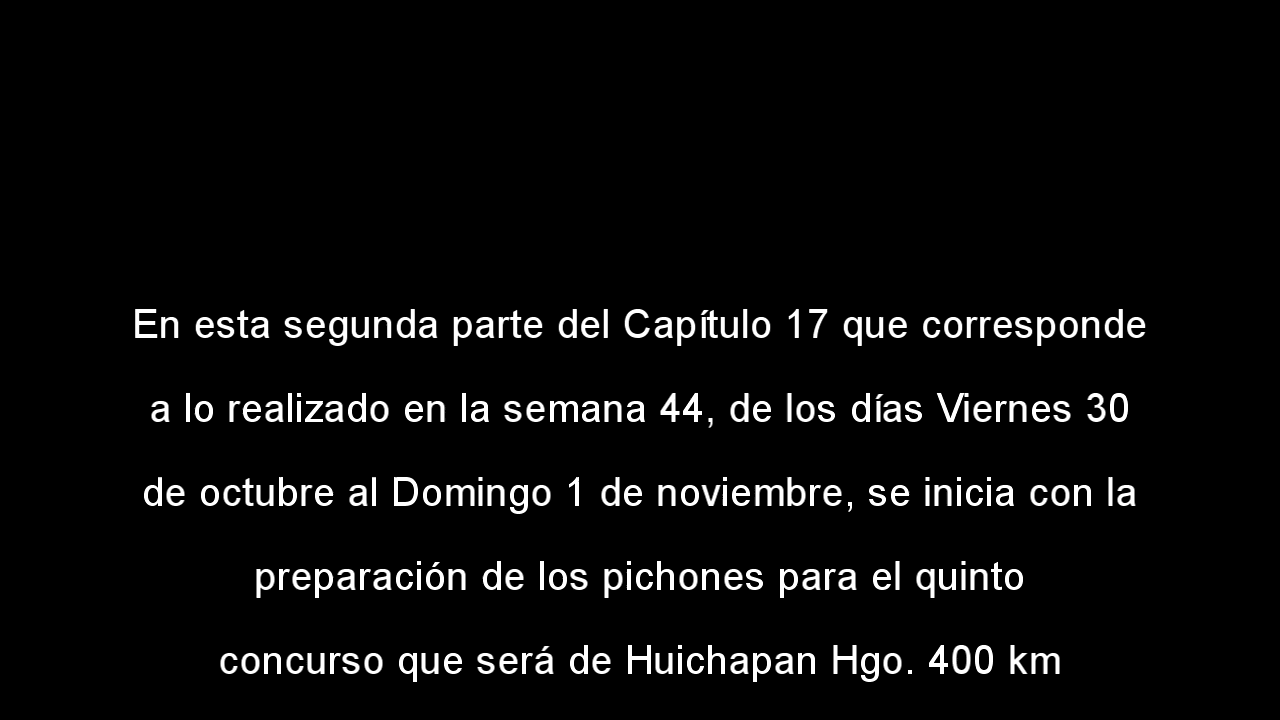 En esta segunda parte del Capítulo 17 que corresponde
a lo realizado en la semana 44, de los días Viernes 30
de octubre al Domingo 1 de noviembre, se inicia con la
preparación de los pichones para el quinto
concurso que será de Huichapan Hgo. 400 km